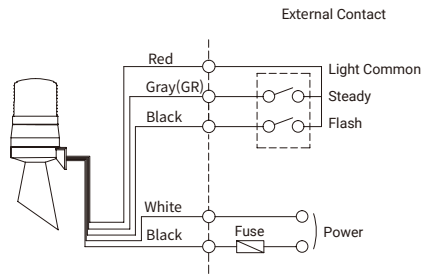 External Contact
Red
Light Common
Gray(GR)
Steady
Black
Flash
White
Fuse
Power
Black